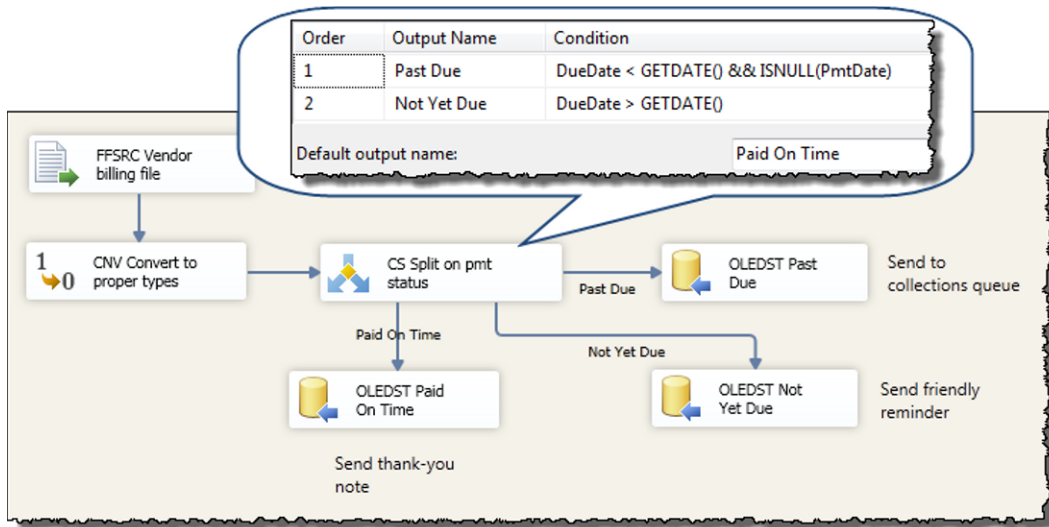 Order Output Name Condition
1 Past Due DueDate < GETDATE() && ISNULL(PmtDate)
2 Not Yet Due DueDate > GETDATE()
Default output name: Paid On Time
FFSRC Vendor
billing file
1
0
CNV Convert to
proper types
CS Split on pmt
status
Past Due
OLEDST Past
Due
Send to
collections queue
Paid On Time
Not Yet Due
OLEDST Paid
On Time
OLEDST Not
Yet Due
Send friendly
reminder
Send thank-you
note